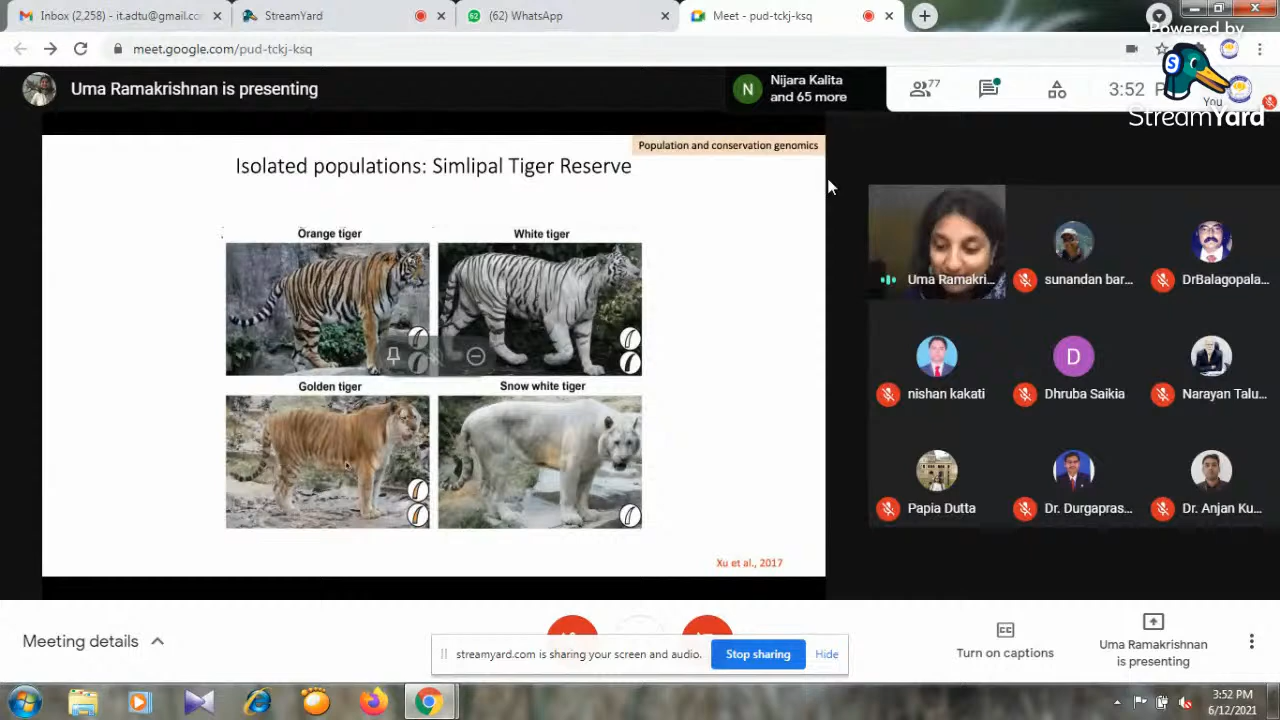 Inbox (2,258) - it.adtu@gmail.co
StreamYard
(62) WhatsApp
Meet - pud-tckj-ksq
Powered by
meet.google.com/pud-tckj-ksq
StreamYard
Uma Ramakrishnan is presenting
N
Nijara Kalita
and 65 more
77
3:52
You
Population and conservation genomics
Isolated populations: Simlipal Tiger Reserve
Orange tiger
White tiger
Golden tiger
Snow white tiger
Xu et al., 2017
Uma Ramakri...
sunandan bar...
DrBalagopala...
D
nishan kakati
Dhruba Saikia
Narayan Talu...
Papia Dutta
Dr. Durgapras...
Dr. Anjan Ku...
Meeting details
streamyard.com is sharing your screen and audio.
Stop sharing
Hide
CC
Turn on captions
Uma Ramakrishnan
is presenting
3:52 PM
6/12/2021